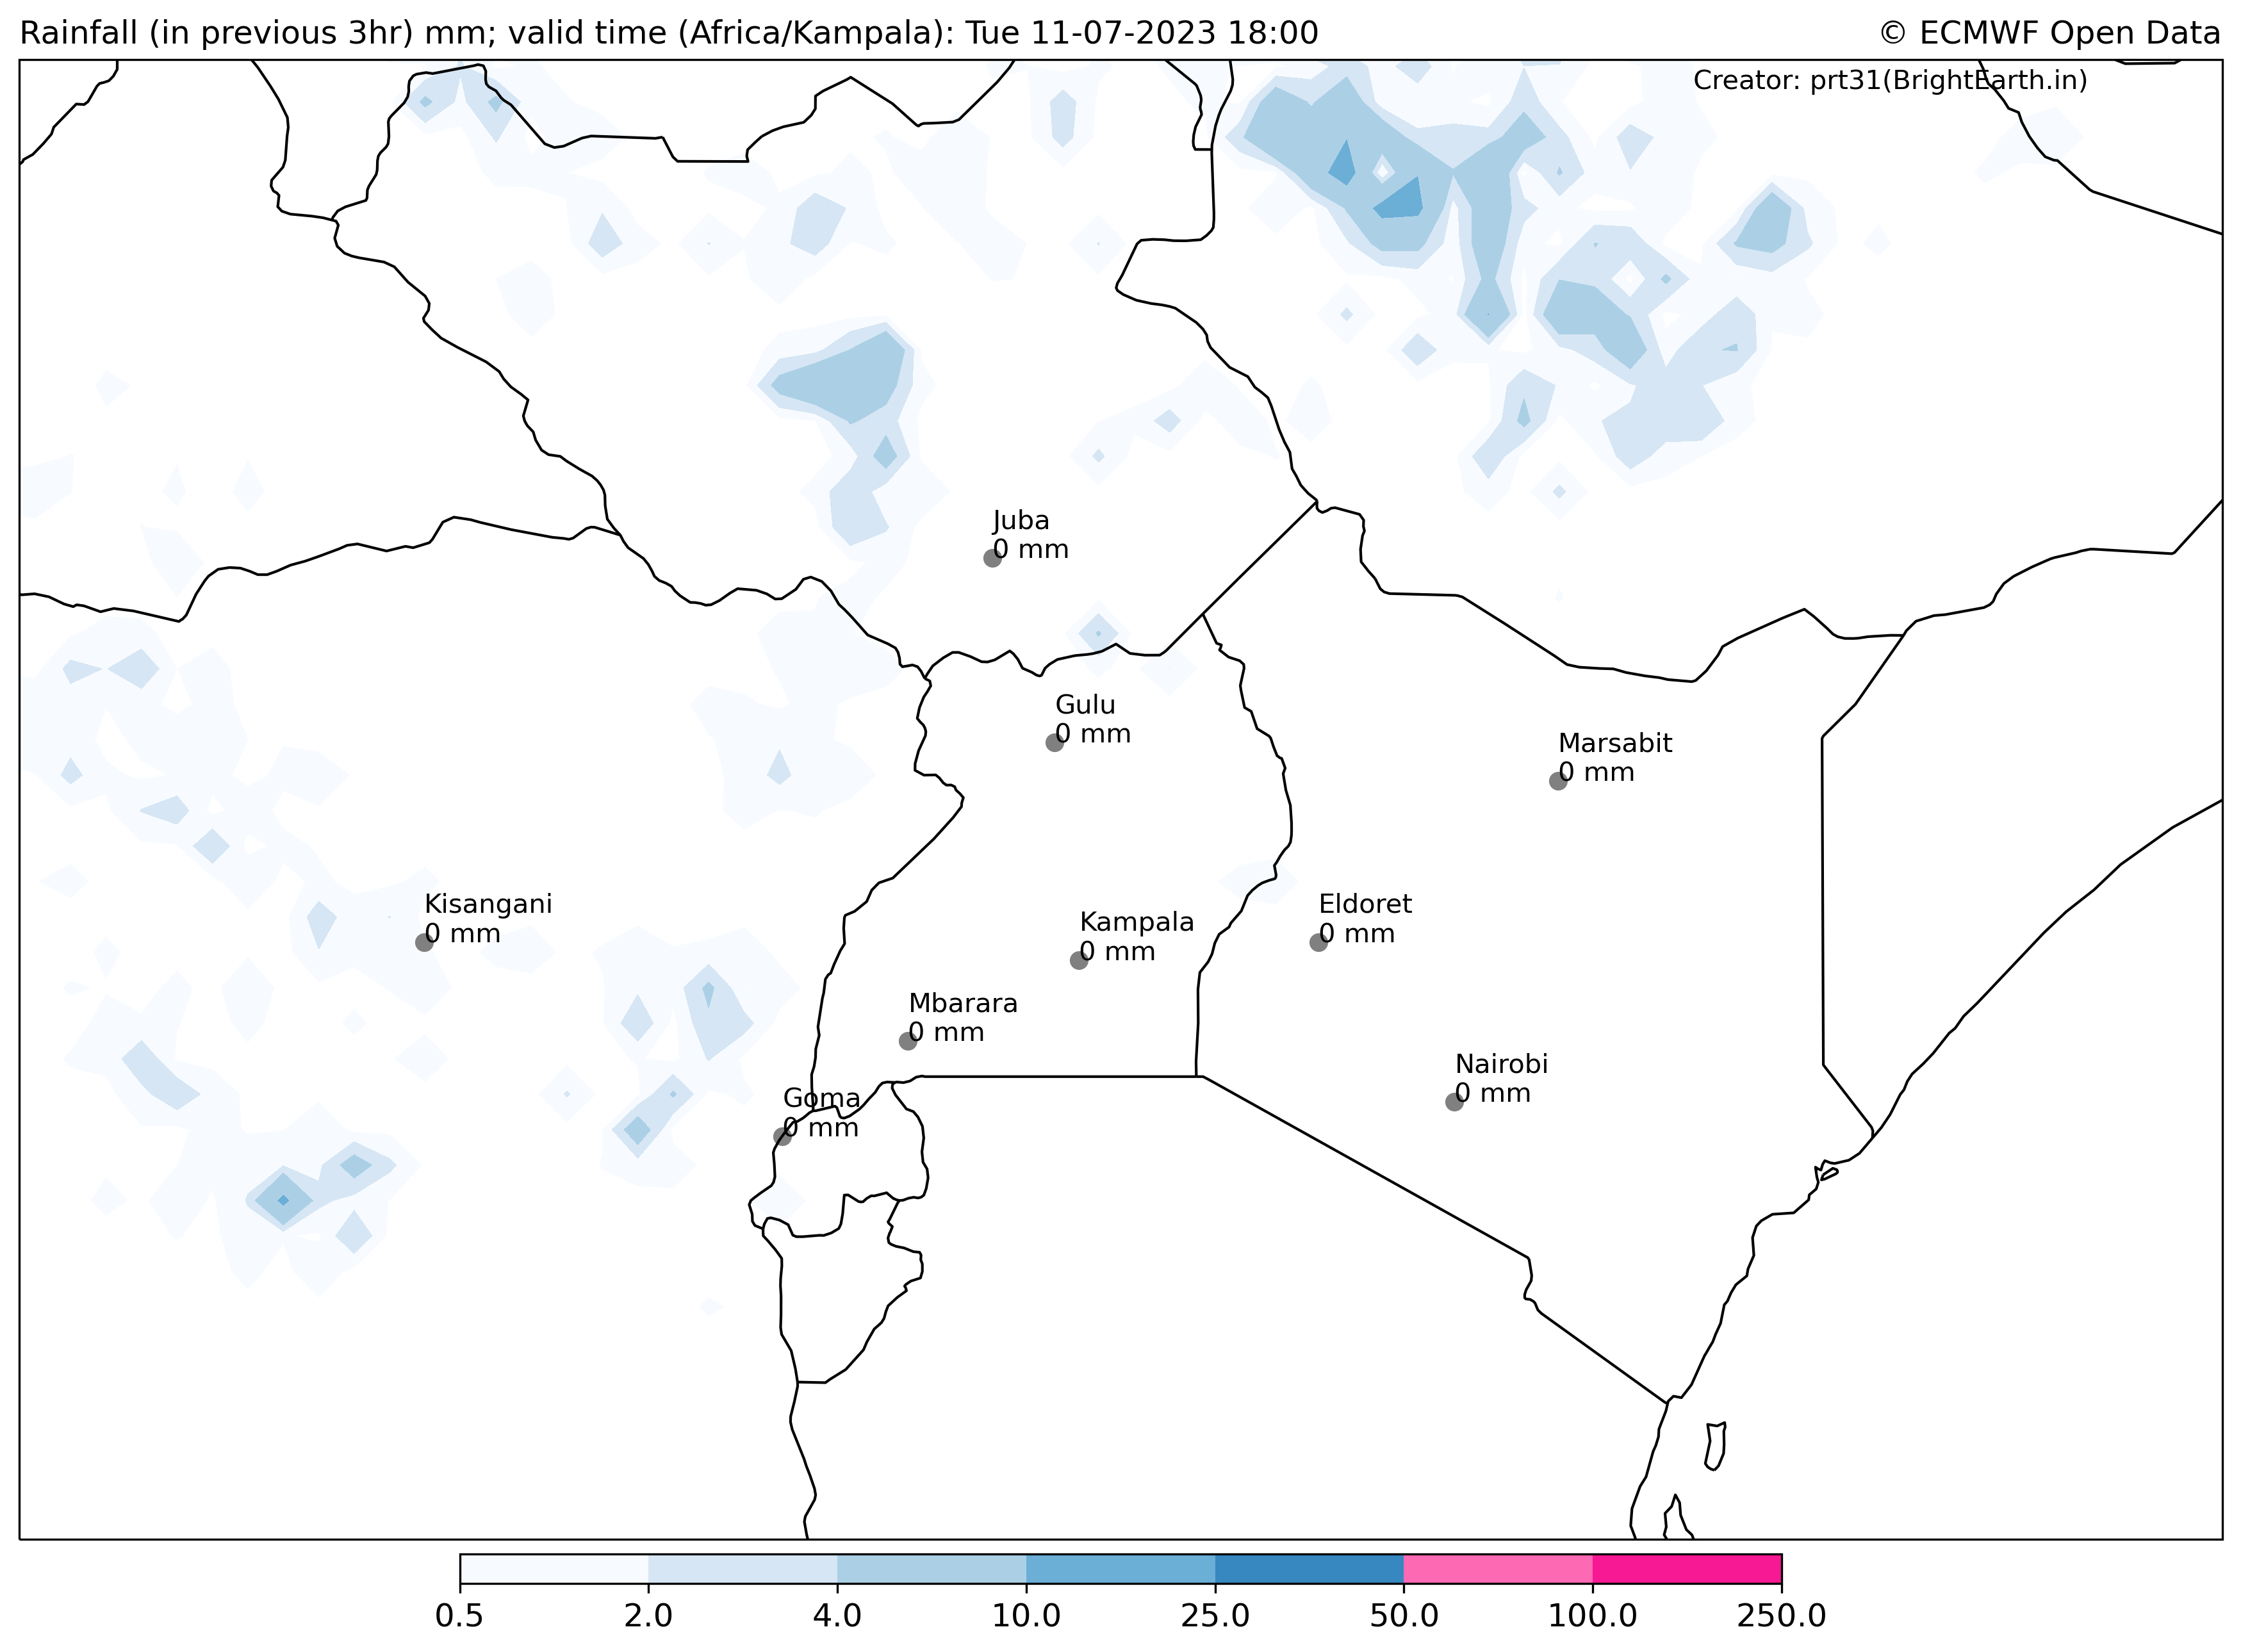 Rainfall (in previous 3hr) mm; valid time (Africa/Kampala): Tue 11-07-2023 18:00
© ECMWF Open Data
Creator: prt31(BrightEarth.in)
Juba
0 mm
Gulu
0 mm
Marsabit
0 mm
Kisangani
0 mm
Kampala
0 mm
Eldoret
0 mm
Mbarara
0 mm
Nairobi
0 mm
Goma
0 mm
0.5 2.0 4.0 10.0 25.0 50.0 100.0 250.0